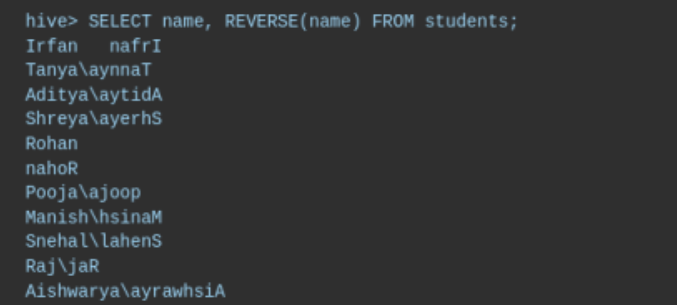 hive> SELECT name, REVERSE(name) FROM students;
Irfan   nafrI
Tanya\aynnaT
Aditya\aytidA
Shreya\ayerhS
Rohan
nahoR
Pooja\ajoop
Manish\hsinaM
Snehal\lahenS
Raj\jaR
Aishwarya\ayrawhsiA